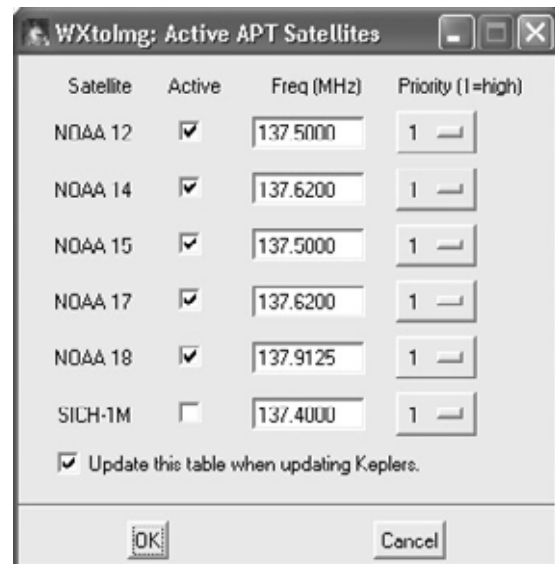 WXtoImg: Active APT Satellites
Satellite Active Freq (MHz) Priority (1=high)
NOAA 12 137.5000 1
NOAA 14 137.6200 1
NOAA 15 137.5000 1
NOAA 17 137.6200 1
NOAA 18 137.9125 1
SICH-1M 137.4000 1
Update this table when updating Keplers.
OK Cancel